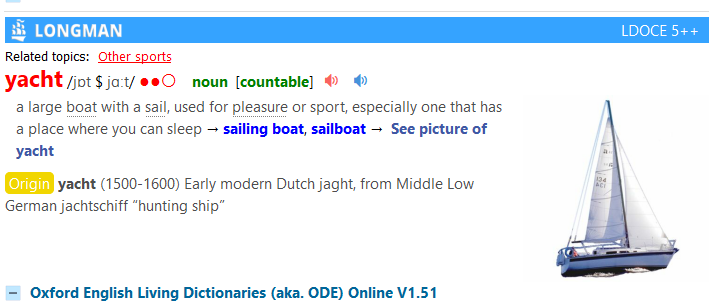 LONGMAN LDOCE 5++
Related topics: Other sports
yacht /jɒt $ jɑːt/ ●●○ noun [countable]
a large boat with a sail, used for pleasure or sport, especially one that has
a place where you can sleep → sailing boat, sailboat → See picture of
yacht
Origin yacht (1500-1600) Early modern Dutch jaght, from Middle Low
German jachtschiff “hunting ship”
Oxford English Living Dictionaries (aka. ODE) Online V1.51